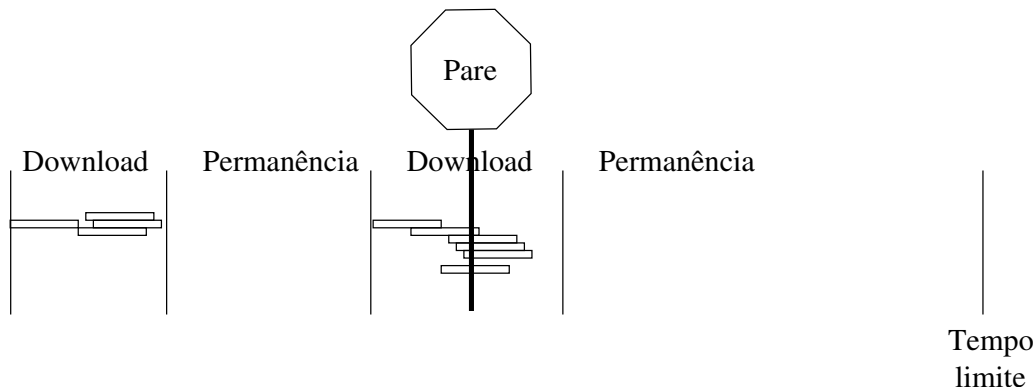 Pare
Download Permanência Download Permanência
Tempo
limite